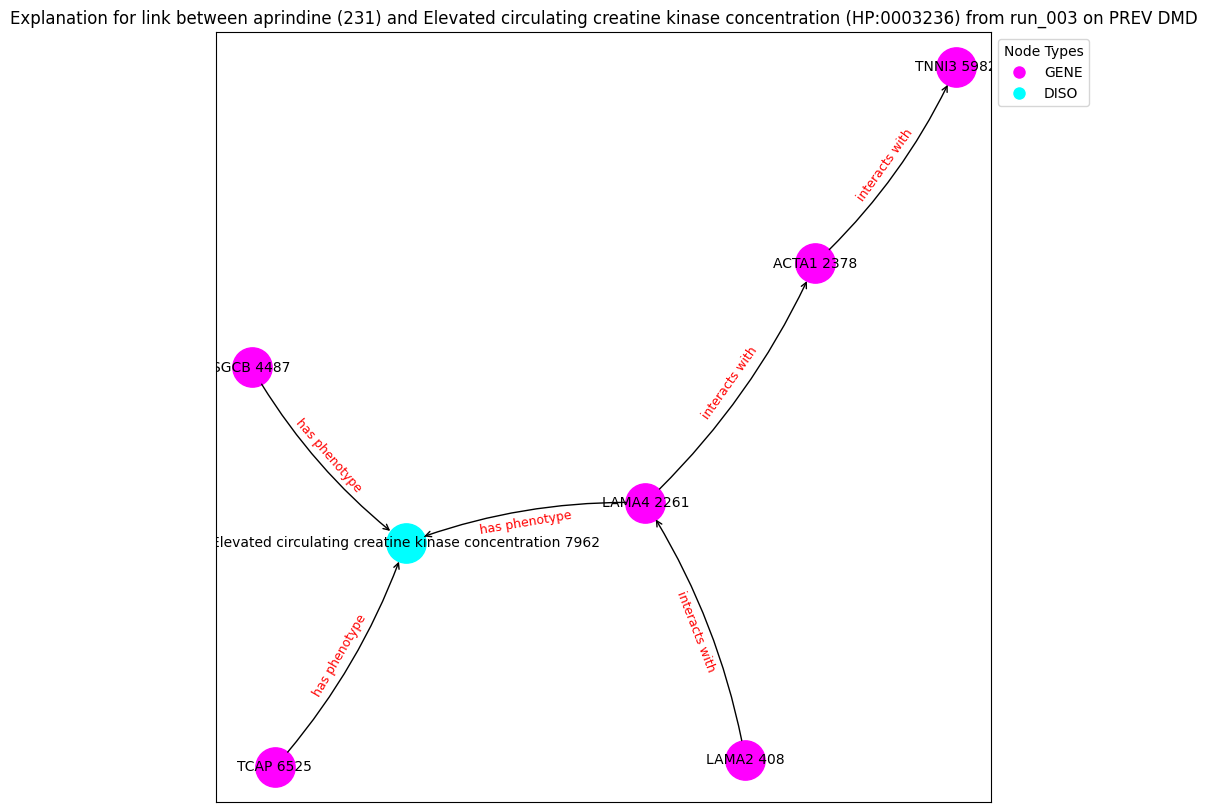 Explanation for link between aprindine (231) and Elevated circulating creatine kinase concentration (HP:0003236) from run_003 on PREV DMD
Node Types
GENE
DISO
TNNI3 5982
interacts with
ACTA1 2378
interacts with
SGCB 4487
has phenotype
LAMA4 2261
has phenotype
Elevated circulating creatine kinase concentration 7962
interacts with
has phenotype
LAMA2 408
TCAP 6525